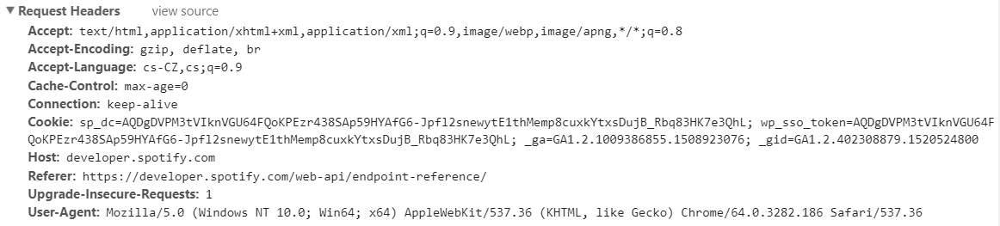 ▼ Request Headers view source
Accept: text/html,application/xhtml+xml,application/xml;q=0.9,image/webp,image/apng,*/*;q=0.8
Accept-Encoding: gzip, deflate, br
Accept-Language: cs-CZ,cs;q=0.9
Cache-Control: max-age=0
Connection: keep-alive
Cookie: sp_dc=AQDgDVPM3tVIknVGU64FQoKPEzr438SAp59HYAfG6-Jpfl2snewytE1thMemp8cuxkYtxsDujB_Rbq83HK7e3QhL; wp_sso_token=AQDgDVPM3tVIknVGU64F
QoKPEzr438SAp59HYAfG6-Jpfl2snewytE1thMemp8cuxkYtxsDujB_Rbq83HK7e3QhL; _ga=GA1.2.1009386855.1508923076; _gid=GA1.2.402308879.1520524800
Host: developer.spotify.com
Referer: https://developer.spotify.com/web-api/endpoint-reference/
Upgrade-Insecure-Requests: 1
User-Agent: Mozilla/5.0 (Windows NT 10.0; Win64; x64) AppleWebKit/537.36 (KHTML, like Gecko) Chrome/64.0.3282.186 Safari/537.36